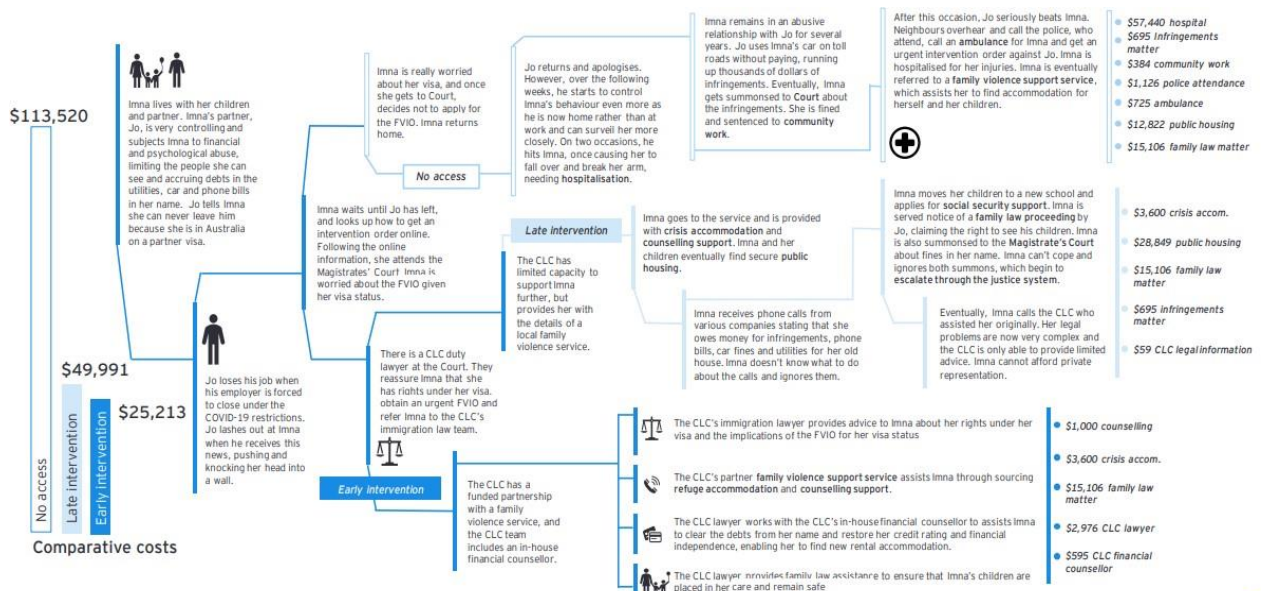 $113,520
$49,991
$25,213
No access
Late intervention
Early intervention
Comparative costs
Imna lives with her children
and partner. Imna's partner,
Jo, is very controlling and
subjects Imna to financial
and psychological abuse,
limiting the people she can
see and accruing debts in the
utilities, car and phone bills
in her name. Jo tells Imna
she can never leave him
because she is in Australia
on a partner visa.
Jo loses his job when
his employer is forced
to close under the
COVID-19 restrictions.
Jo lashes out at Imna
when he receives this
news, pushing and
knocking her head into
a wall.
Imna waits until Jo has left,
and looks up how to get an
intervention order online.
Following the online
information, she attends the
Magistrates' Court Imna is
worried about the FVIO given
her visa status.
Imna is really worried
about her visa, and once
she gets to Court,
decides not to apply for
the FVIO. Imna returns
home.
No access
Jo returns and apologises.
However, over the following
weeks, he starts to control
Imna's behaviour even more as
he is now home rather than at
work and can surveil her more
closely. On two occasions, he
hits Imna, once causing her to
fall over and break her arm,
needing hospitalisation.
Imna remains in an abusive
relationship with Jo for several
years. Jo uses Imna's car on toll
roads without paying, running
up thousands of dollars of
infringements. Eventually, Imna
gets summonsed to Court about
the infringements. She is fined
and sentenced to community
work.
After this occasion, Jo seriously beats Imna.
Neighbours overhear and call the police, who
attend, call an ambulance for Imna and get an
urgent intervention order against Jo. Imna is
hospitalised for her injuries. Imna is eventually
referred to a family violence support service,
which assists her to find accommodation for
herself and her children.
$57,440 hospital
$695 Infringements
matter
$384 community work
$1,126 police attendance
$725 ambulance
$12,822 public housing
$15,106 family law matter
There is a CLC duty
lawyer at the Court. They
reassure Imna that she
has rights under her visa.
obtain an urgent FVIO and
refer Imna to the CLC's
immigration law team.
Late intervention
The CLC has
limited capacity to
support Imna
further, but
provides her with
the details of a
local family
violence service.
Imna goes to the service and is provided
with crisis accommodation and
counselling support. Imna and her
children eventually find secure public
housing.
Imna receives phone calls from
various companies stating that she
owes money for infringements, phone
bills, car fines and utilities for her old
house. Imna doesn't know what to do
about the calls and ignores them.
Imna moves her children to a new school and
applies for social security support. Imna is
served notice of a family law proceeding by
Jo, claiming the right to see his children. Imna
is also summonsed to the Magistrate's Court
about fines in her name. Imna can't cope and
ignores both summons, which begin to
escalate through the justice system.
Eventually, Imna calls the CLC who
assisted her originally. Her legal
problems are now very complex and
the CLC is only able to provide limited
advice. Imna cannot afford private
representation.
$3,600 crisis accom.
$28,849 public housing
$15,106 family law
matter
$695 infringements
matter
$59 CLC legal information
Early intervention
The CLC has a
funded partnership
with a family
violence service, and
the CLC team
includes an in-house
financial counsellor.
The CLC's immigration lawyer provides advice to Imna about her rights under her
visa and the implications of the FVIO for her visa status
The CLC's partner family violence support service assists Imna through sourcing
refuge accommodation and counselling support.
The CLC lawyer works with the CLC's in-house financial counsellor to assists Imna
to clear the debts from her name and restore her credit rating and financial
independence, enabling her to find new rental accommodation.
The CLC lawyer provides family law assistance to ensure that Imna's children are
placed in her care and remain safe
$1,000 counselling
$3,600 crisis accom.
$15,106 family law
matter
$2,976 CLC lawyer
$595 CLC financial
counsellor